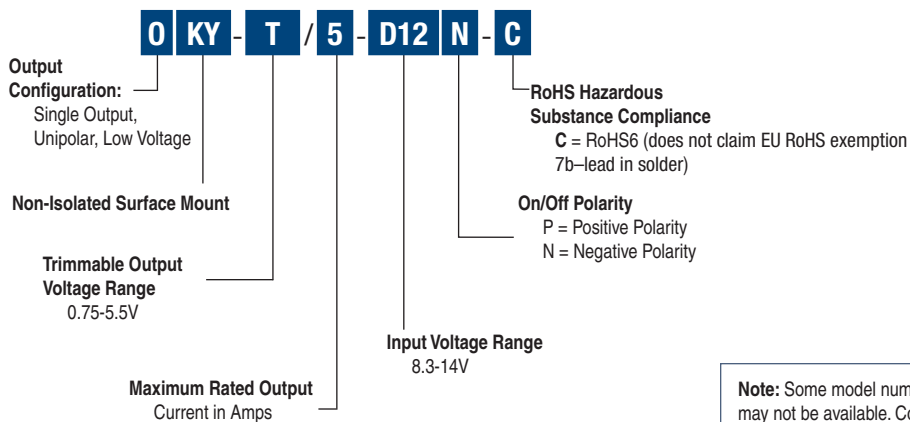 O KY - T / 5 - D12 N - C
Output
Configuration:
Single Output,
Unipolar, Low Voltage
Non-Isolated Surface Mount
Trimmable Output
Voltage Range
0.75-5.5V
Maximum Rated Output
Current in Amps
Input Voltage Range
8.3-14V
On/Off Polarity
P = Positive Polarity
N = Negative Polarity
RoHS Hazardous
Substance Compliance
C = RoHS6 (does not claim EU RoHS exemption
7b–lead in solder)
Note: Some model num
may not be available. Co